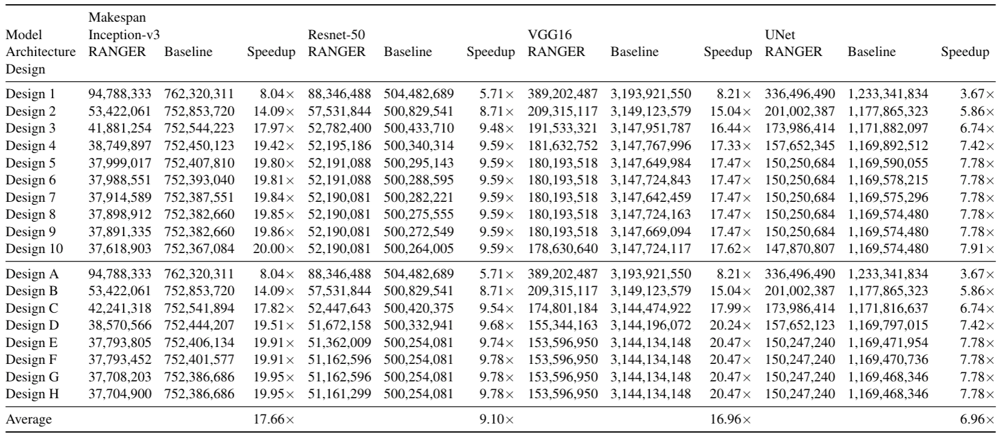 Makespan
Model Inception-v3 Resnet-50 VGG16 UNet
Architecture RANGER Baseline Speedup RANGER Baseline Speedup RANGER Baseline Speedup RANGER Baseline Speedup
Design
Design 1 94,788,333 762,320,311 8.04× 88,346,488 504,482,689 5.71× 389,202,487 3,193,921,550 8.21× 336,496,490 1,233,341,834 3.67×
Design 2 53,422,061 752,853,720 14.09× 57,531,844 500,829,541 8.71× 209,315,117 3,149,123,579 15.04× 201,002,387 1,177,865,323 5.86×
Design 3 41,881,254 752,544,223 17.97× 52,782,400 500,433,710 9.48× 191,533,321 3,147,951,787 16.44× 173,986,414 1,171,882,097 6.74×
Design 4 38,749,897 752,450,123 19.42× 52,195,186 500,340,314 9.59× 181,632,752 3,147,767,996 17.33× 157,652,345 1,169,892,512 7.42×
Design 5 37,999,017 752,407,810 19.80× 52,191,088 500,295,143 9.59× 180,193,518 3,147,649,984 17.47× 150,250,684 1,169,590,055 7.78×
Design 6 37,988,551 752,393,040 19.81× 52,191,088 500,288,595 9.59× 180,193,518 3,147,724,843 17.47× 150,250,684 1,169,578,215 7.78×
Design 7 37,914,589 752,387,551 19.84× 52,190,081 500,282,221 9.59× 180,193,518 3,147,642,459 17.47× 150,250,684 1,169,575,296 7.78×
Design 8 37,898,912 752,382,660 19.85× 52,190,081 500,275,555 9.59× 180,193,518 3,147,724,163 17.47× 150,250,684 1,169,574,480 7.78×
Design 9 37,891,335 752,382,660 19.86× 52,190,081 500,272,549 9.59× 180,193,518 3,147,669,094 17.47× 150,250,684 1,169,574,480 7.78×
Design 10 37,618,903 752,367,084 20.00× 52,190,081 500,264,005 9.59× 178,630,640 3,147,724,117 17.62× 147,870,807 1,169,574,480 7.91×
Design A 94,788,333 762,320,311 8.04× 88,346,488 504,482,689 5.71× 389,202,487 3,193,921,550 8.21× 336,496,490 1,233,341,834 3.67×
Design B 53,422,061 752,853,720 14.09× 57,531,844 500,829,541 8.71× 209,315,117 3,149,123,579 15.04× 201,002,387 1,177,865,323 5.86×
Design C 42,241,318 752,541,894 17.82× 52,447,643 500,420,375 9.54× 174,801,184 3,144,474,922 17.99× 173,986,414 1,171,816,637 6.74×
Design D 38,570,566 752,444,207 19.51× 51,672,158 500,332,941 9.68× 155,344,163 3,144,196,072 20.24× 157,652,123 1,169,797,015 7.42×
Design E 37,793,805 752,406,134 19.91× 51,362,009 500,254,081 9.74× 153,596,950 3,144,134,148 20.47× 150,247,240 1,169,471,954 7.78×
Design F 37,793,452 752,401,577 19.91× 51,162,596 500,254,081 9.78× 153,596,950 3,144,134,148 20.47× 150,247,240 1,169,470,736 7.78×
Design G 37,708,203 752,386,686 19.95× 51,162,596 500,254,081 9.78× 153,596,950 3,144,134,148 20.47× 150,247,240 1,169,468,346 7.78×
Design H 37,704,900 752,386,686 19.95× 51,161,299 500,254,081 9.78× 153,596,950 3,144,134,148 20.47× 150,247,240 1,169,468,346 7.78×
Average 17.66× 9.10× 16.96× 6.96×